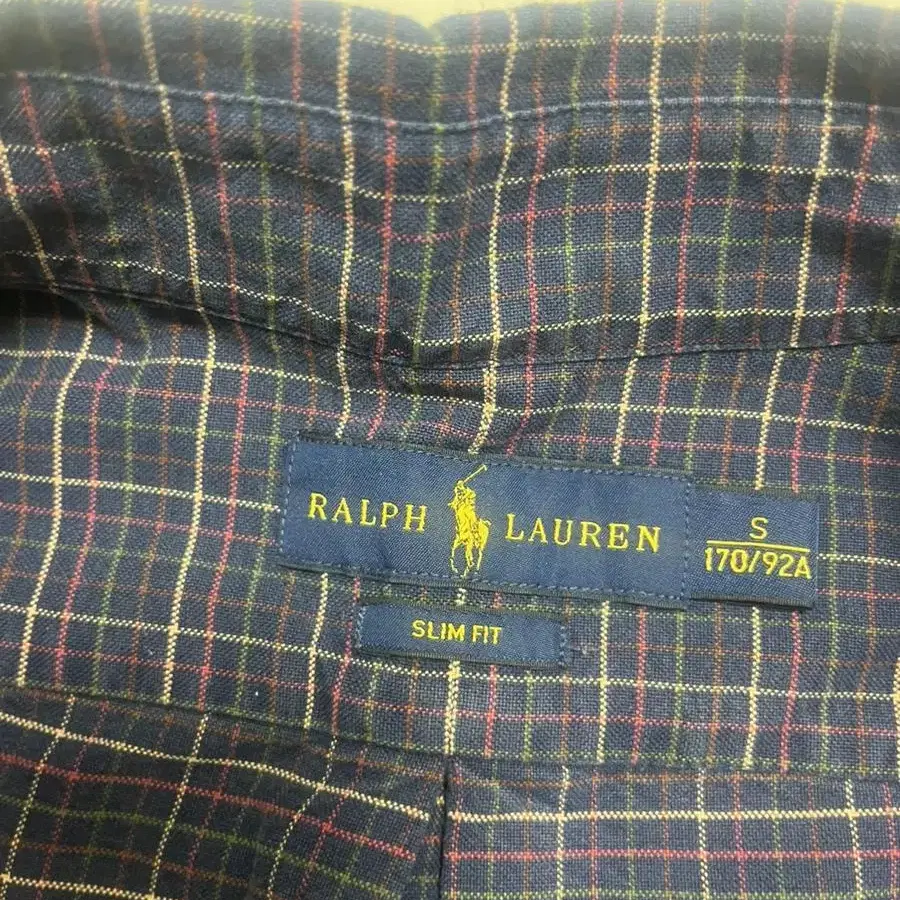 RALPH LAUREN
S
170/92A
SLIM FIT